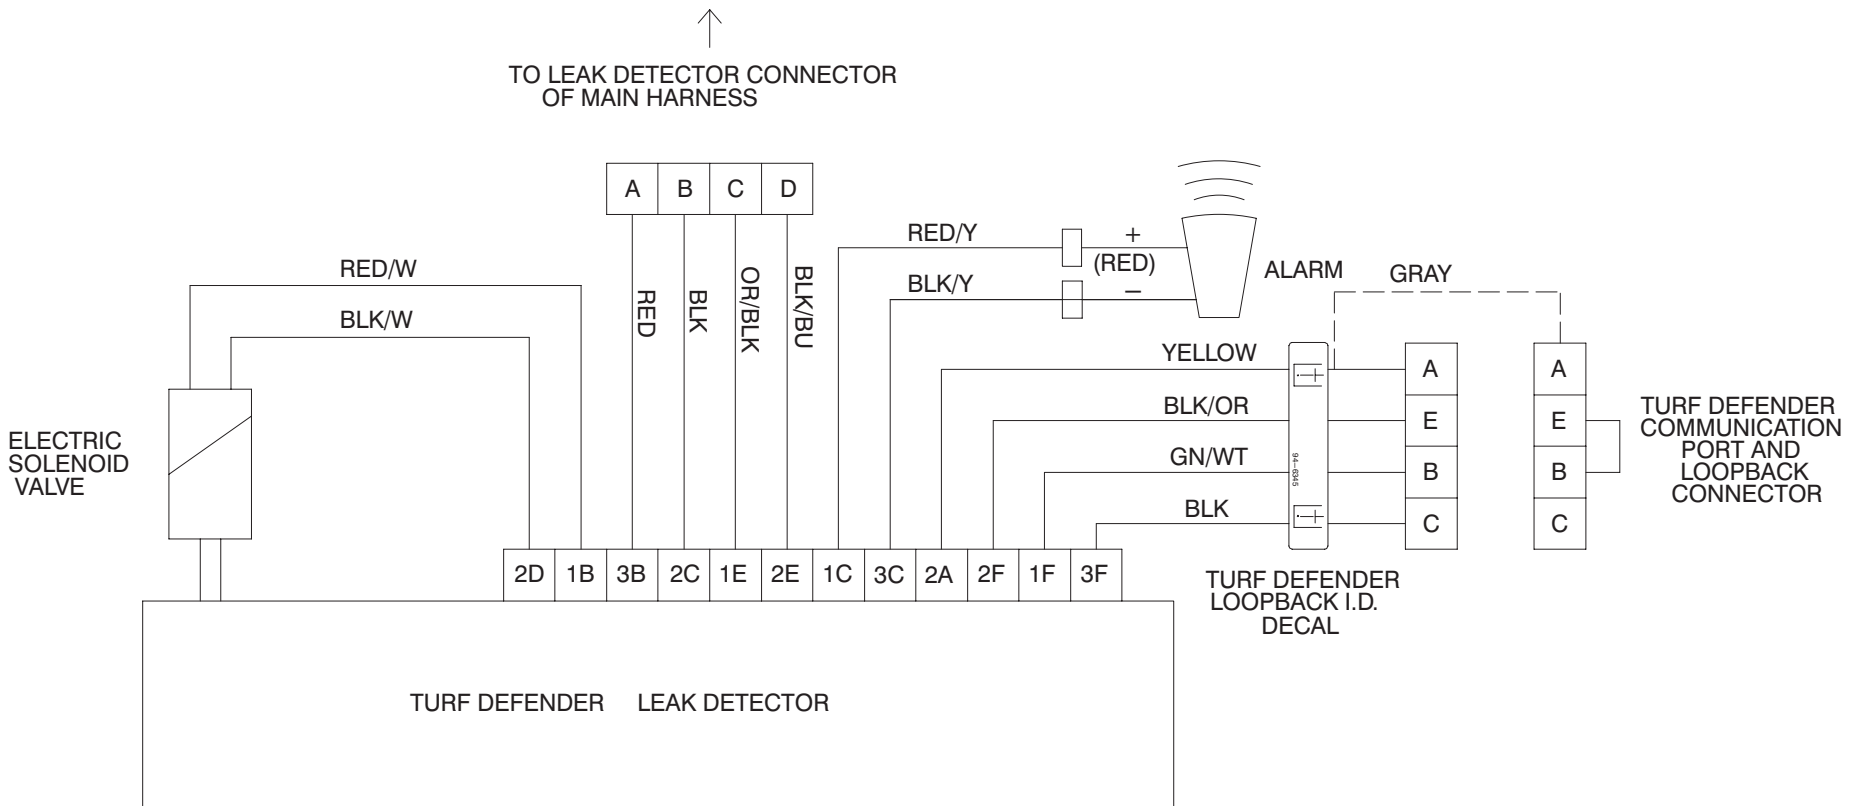 TO LEAK DETECTOR CONNECTOR
OF MAIN HARNESS
A B C D
RED/Y
+
(RED)
BLK/Y
−
ALARM
GRAY
RED/W
BLK/W
RED
BLK
OR/BLK
BLK/BU
YELLOW
BLK/OR
GN/WT
BLK
94-6345
A
E
B
C
A
E
B
C
TURF DEFENDER
COMMUNICATION
PORT AND
LOOPBACK
CONNECTOR
ELECTRIC
SOLENOID
VALVE
2D 1B 3B 2C 1E 2E 1C 3C 2A 2F 1F 3F
TURF DEFENDER
LOOPBACK I.D.
DECAL
TURF DEFENDER LEAK DETECTOR